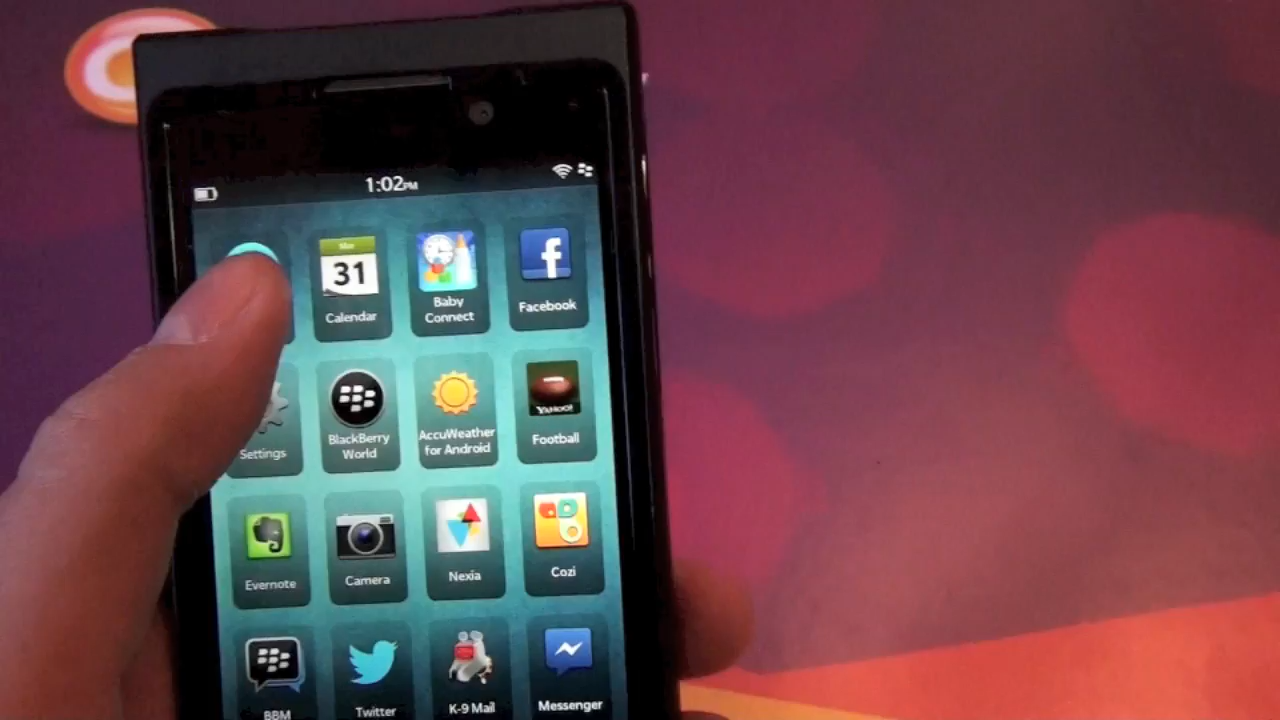 1:02PM
Mar
31
Calendar
Baby
Connect
f
Facebook
Settings
BlackBerry
World
AccuWeather
for Android
YAHOO!
Football
Evernote
Camera
Nexia
Cozi
BBM
Twitter
K-9 Mail
Messenger